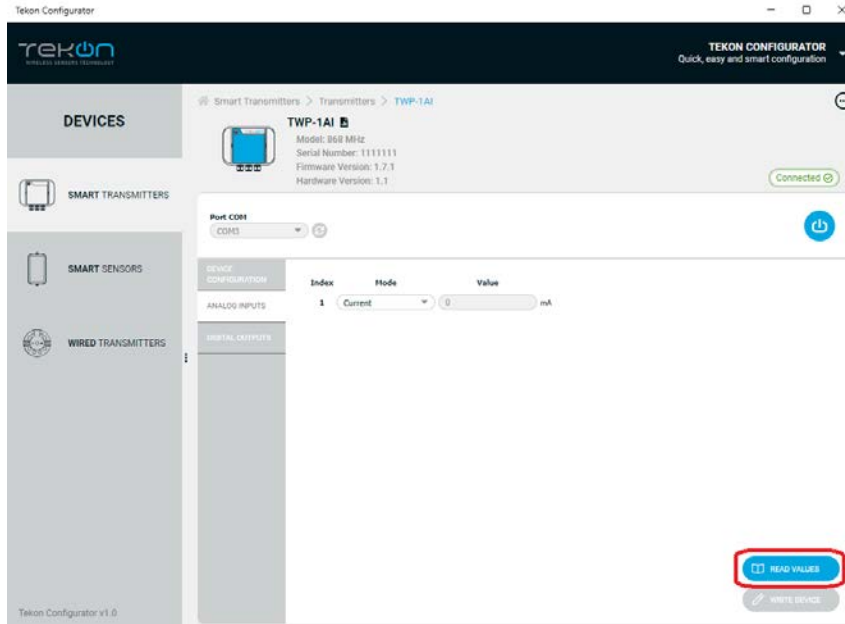 Tekon Configurator
TEKON
WIRELESS SENSORS TECHNOLOGY
TEKON CONFIGURATOR
Quick, easy and smart configuration
DEVICES
SMART TRANSMITTERS
SMART SENSORS
WIRED TRANSMITTERS
Tekon Configurator v1.0
Smart Transmitters > Transmitters > TWP-1AI
TWP-1AI
Model: 868 MHz
Serial Number: 1111111
Firmware Version: 1.7.1
Hardware Version: 1.1
Connected
Port COM
COM3
DEVICE
CONFIGURATION
ANALOG INPUTS
DIGITAL OUTPUTS
Index Mode Value
1 Current 0 mA
READ VALUES
WRITE DEVICE